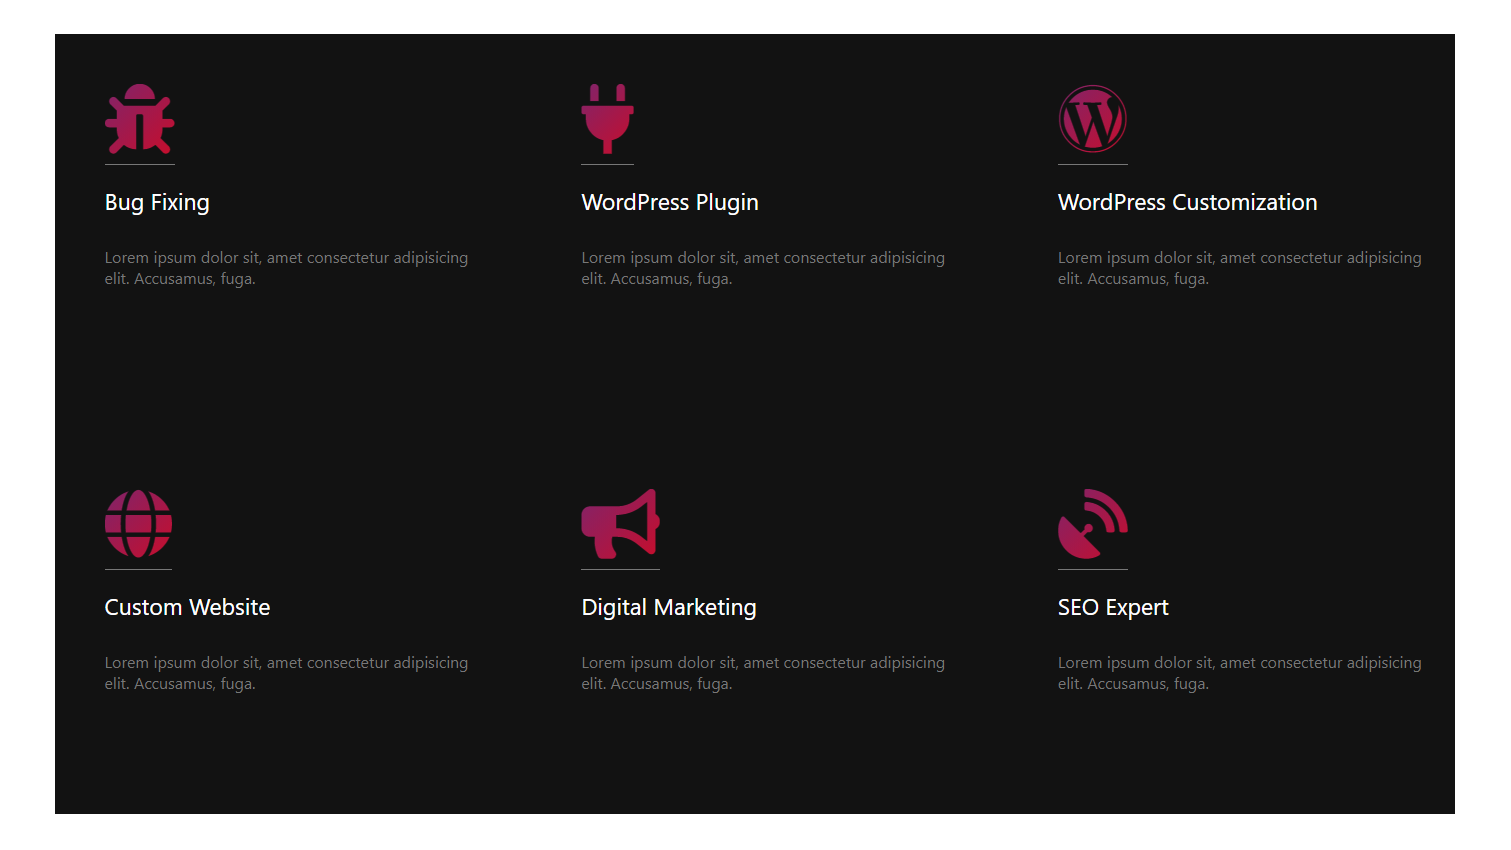 Bug Fixing
Lorem ipsum dolor sit, amet consectetur adipisicing
elit. Accusamus, fuga.
WordPress Plugin
Lorem ipsum dolor sit, amet consectetur adipisicing
elit. Accusamus, fuga.
WordPress Customization
Lorem ipsum dolor sit, amet consectetur adipisicing
elit. Accusamus, fuga.
Custom Website
Lorem ipsum dolor sit, amet consectetur adipisicing
elit. Accusamus, fuga.
Digital Marketing
Lorem ipsum dolor sit, amet consectetur adipisicing
elit. Accusamus, fuga.
SEO Expert
Lorem ipsum dolor sit, amet consectetur adipisicing
elit. Accusamus, fuga.